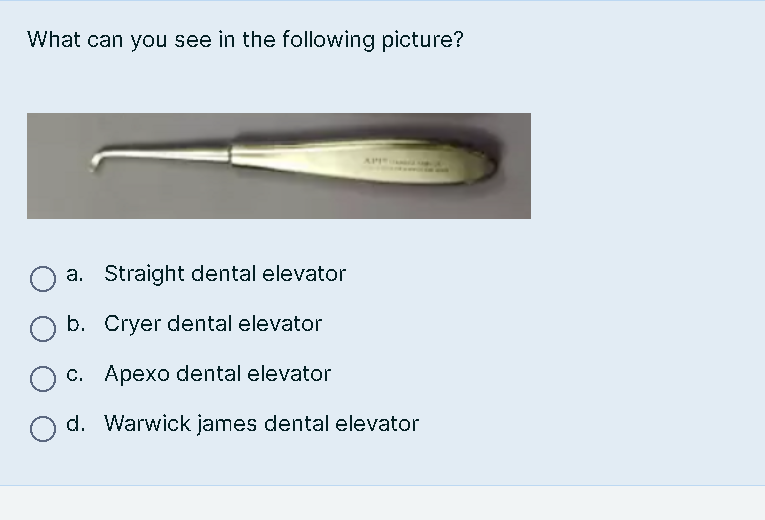 What can you see in the following picture?
a. Straight dental elevator
b. Cryer dental elevator
c. Apexo dental elevator
d. Warwick james dental elevator